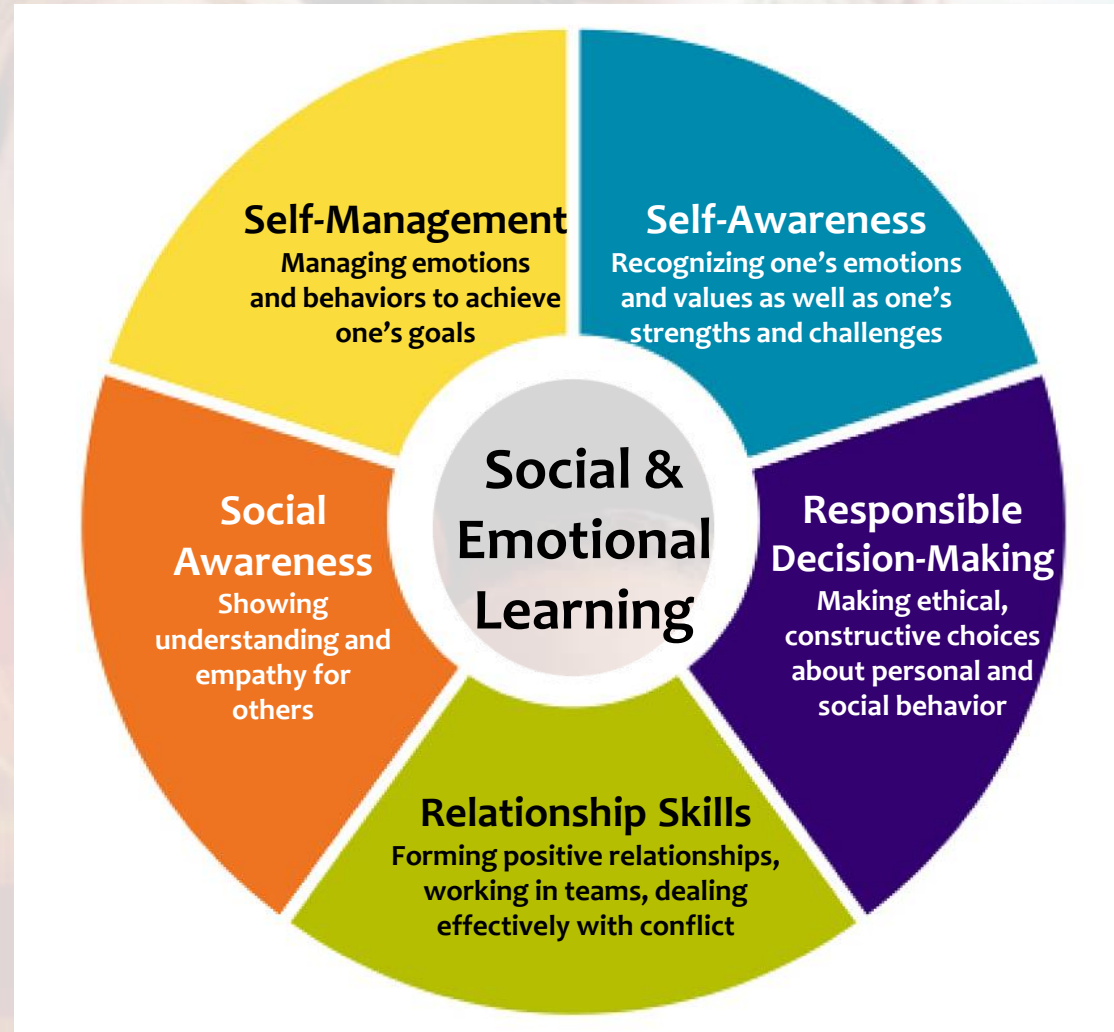 Self-Management
Managing emotions
and behaviors to achieve
one's goals
Self-Awareness
Recognizing one's emotions
and values as well as one's
strengths and challenges
Social &
Emotional
Learning
Social
Awareness
Showing
understanding and
empathy for
others
Responsible
Decision-Making
Making ethical,
constructive choices
about personal and
social behavior
Relationship Skills
Forming positive relationships,
working in teams, dealing
effectively with conflict